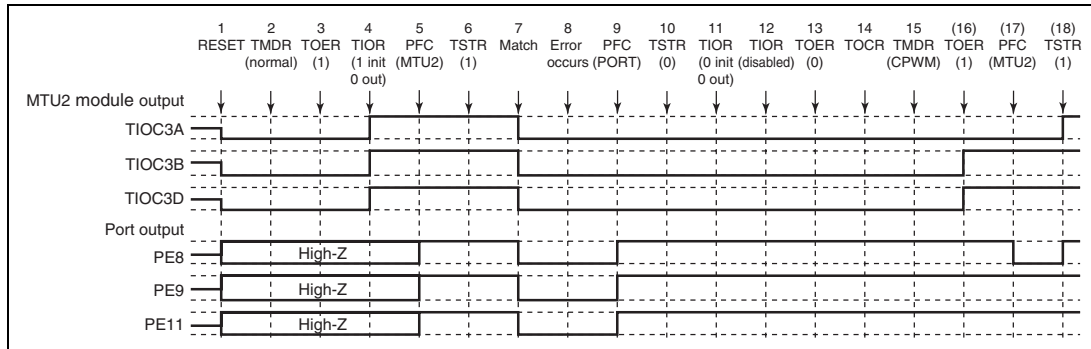 1 2 3 4 5 6 7 8 9 10 11 12 13 14 15 (16) (17) (18)
RESET TMDR TOER TIOR PFC TSTR Match Error PFC TSTR TIOR TIOR TOER TOCR TMDR TOER PFC TSTR
(normal) (1) (1 init (MTU2) (1) occurs (PORT) (0) (0 init (disabled) (0) (CPWM) (1) (MTU2) (1)
0 out) 0 out)
MTU2 module output
TIOC3A
TIOC3B
TIOC3D
Port output
PE8 High-Z
PE9 High-Z
PE11 High-Z